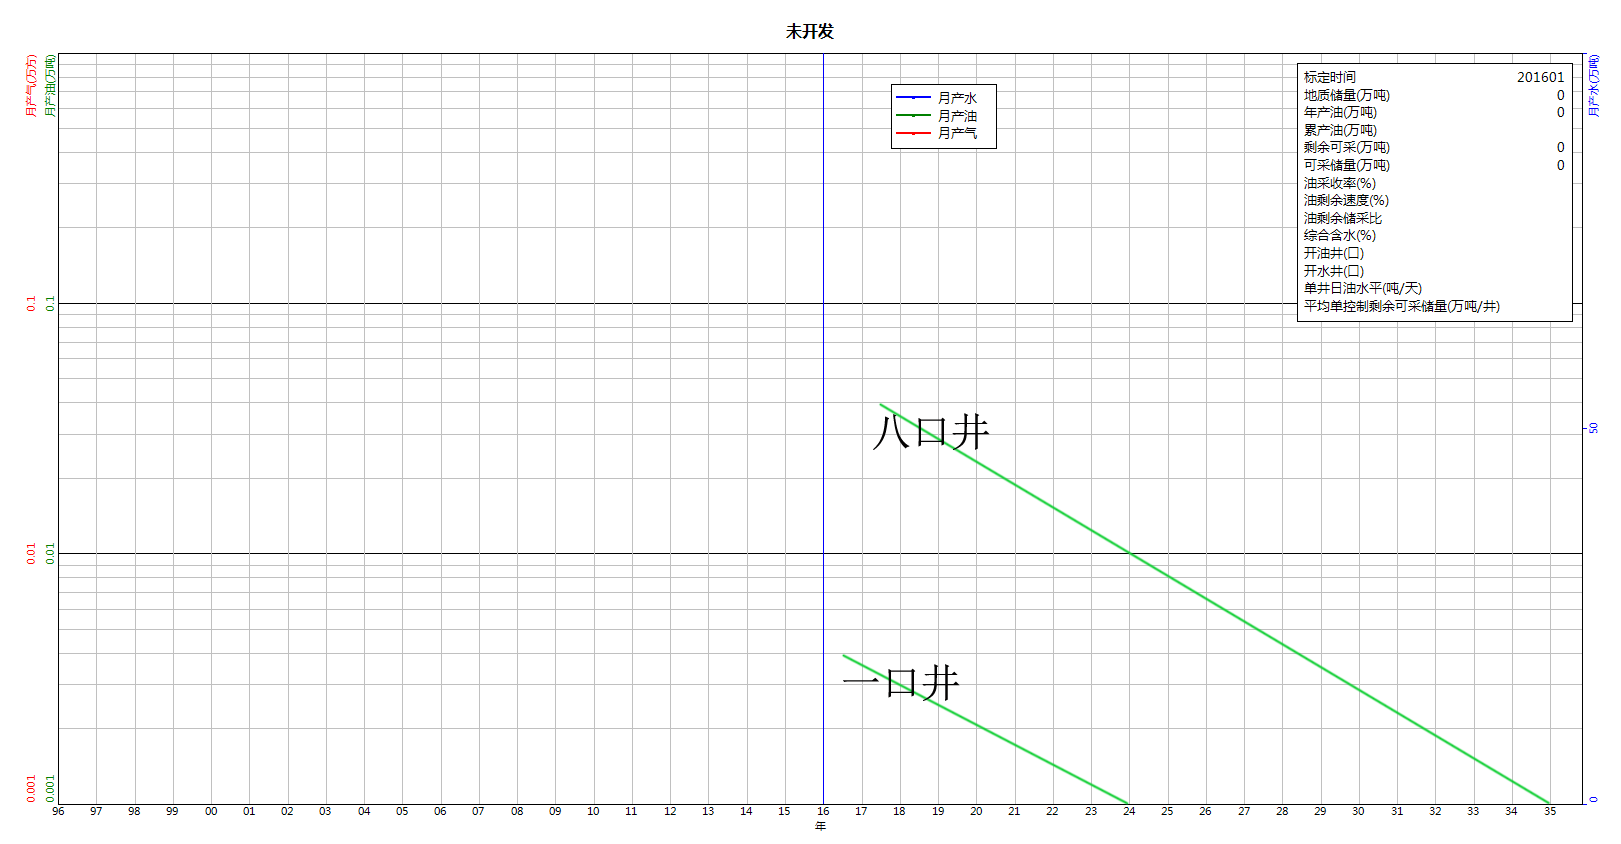 未开发
月产气(万方)
月产油(万吨)
月产水(万吨)
月产水
月产油
月产气
标定时间 201601
地质储量(万吨) 0
年产油(万吨) 0
累产油(万吨)
剩余可采(万吨) 0
可采储量(万吨) 0
油采收率(%)
油剩余速度(%)
油剩余储采比
综合含水(%)
开油井(口)
开水井(口)
单井日油水平(吨/天)
平均单控制剩余可采储量(万吨/井)
0.1 0.1
八口井
50
0.01 0.01
一口井
0.001 0.001
0
96 97 98 99 00 01 02 03 04 05 06 07 08 09 10 11 12 13 14 15 16 17 18 19 20 21 22 23 24 25 26 27 28 29 30 31 32 33 34 35
年